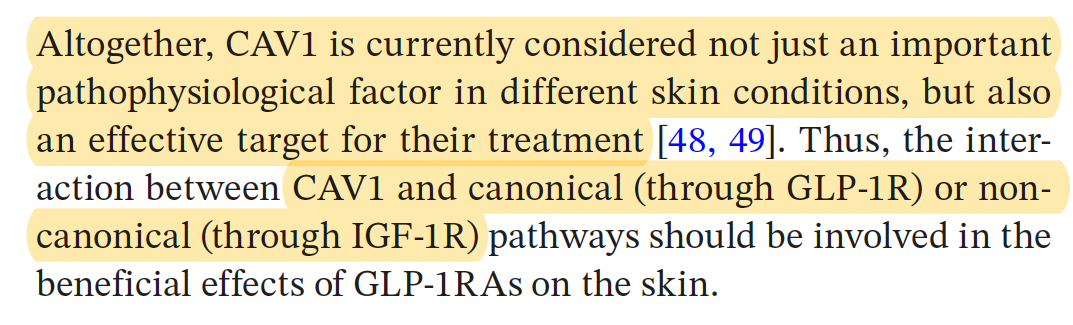 Altogether, CAV1 is currently considered not just an important
pathophysiological factor in different skin conditions, but also
an effective target for their treatment [48, 49]. Thus, the inter-
action between CAV1 and canonical (through GLP-1R) or non-
canonical (through IGF-1R) pathways should be involved in the
beneficial effects of GLP-1RAs on the skin.